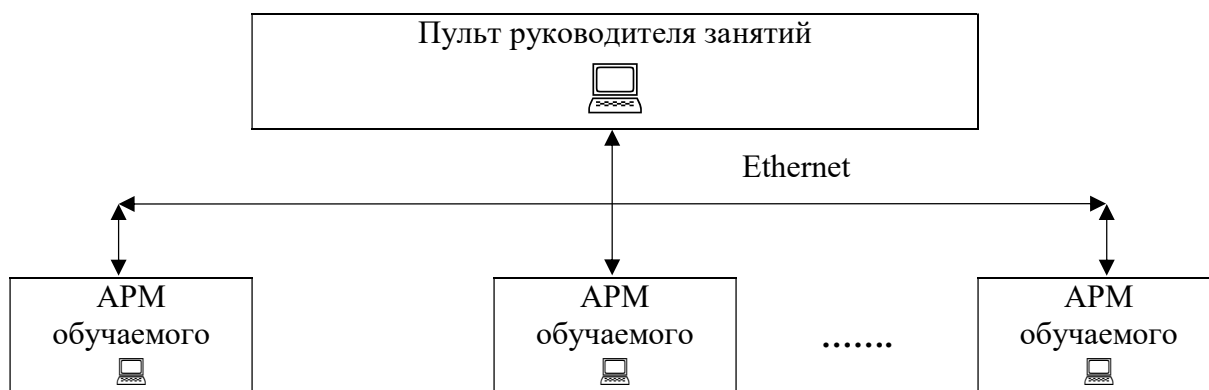 Пульт руководителя занятий
Ethernet
АРМ
обучаемого
АРМ
обучаемого
…….
АРМ
обучаемого